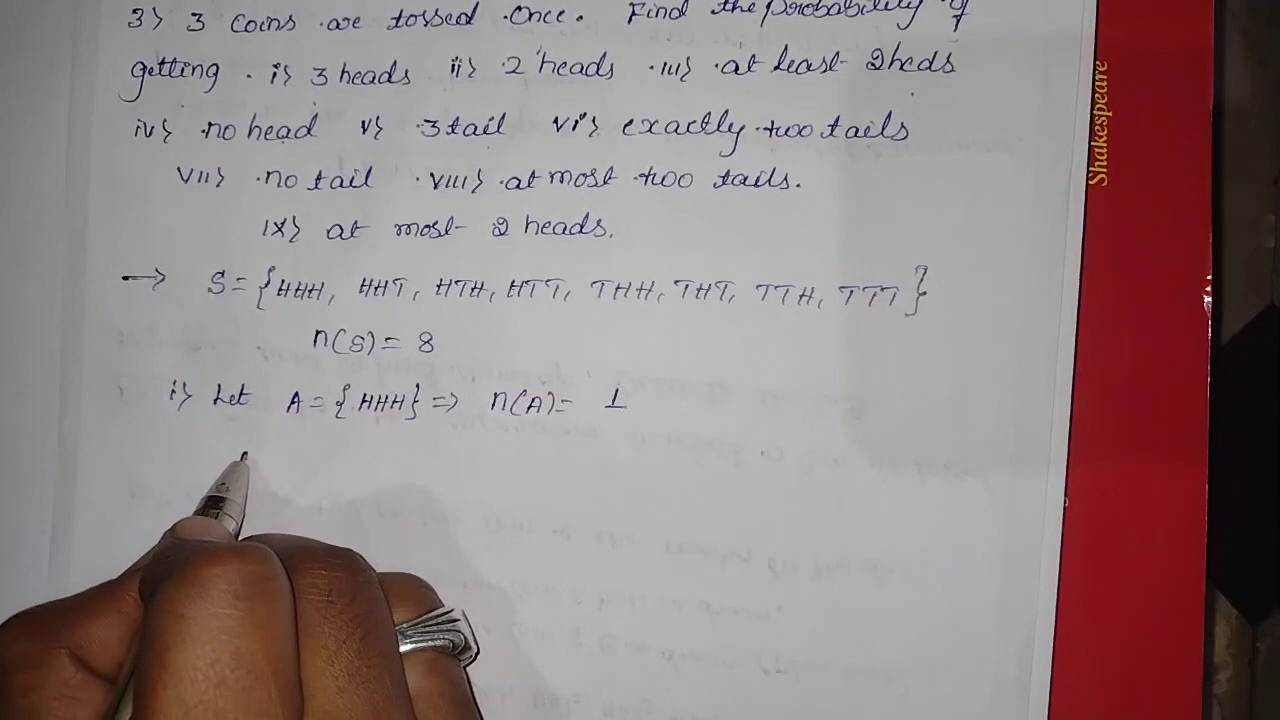 3} 3 coins are tossed once. Find the probability of
getting i} 3 heads ii} 2 heads iii} at least 2 heds
iv} no head v} 3 tail vi} exactly two tails
vii} no tail viii} at most two tails.
ix} at most 2 heads.
→ S = {HHH, HHT, HTH, HTT, THH, THT, TTH, TTT}
n(S) = 8
i} Let A = {HHH} => n(A) = 1
Shakespeare